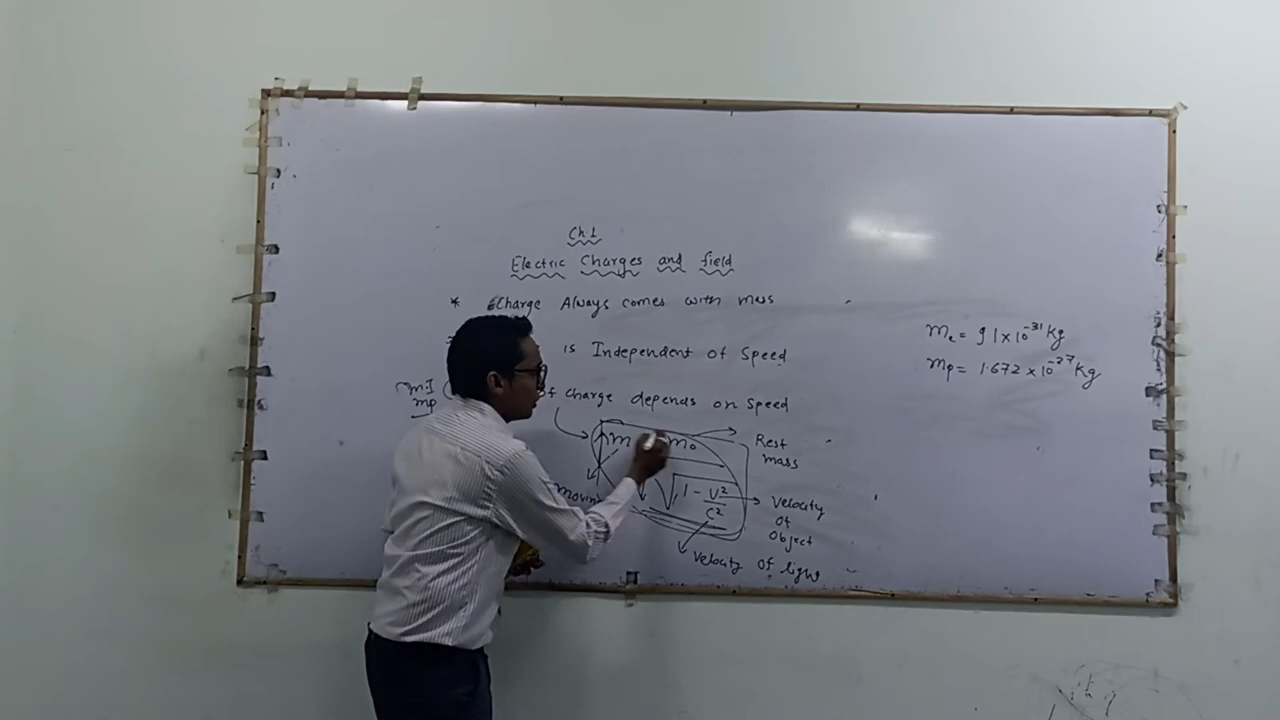 Ch.1
Electric Charges and field
* Charge Always comes with mass
is Independent of Speed
of charge depends on Speed
mp
m
m₀
1 - V²/C²
Rest
mass
Velocity
of
Object
Velocity of light
mₑ = 9 1 x 10⁻³¹ Kg
mp = 1.672 x 10⁻²⁷ Kg